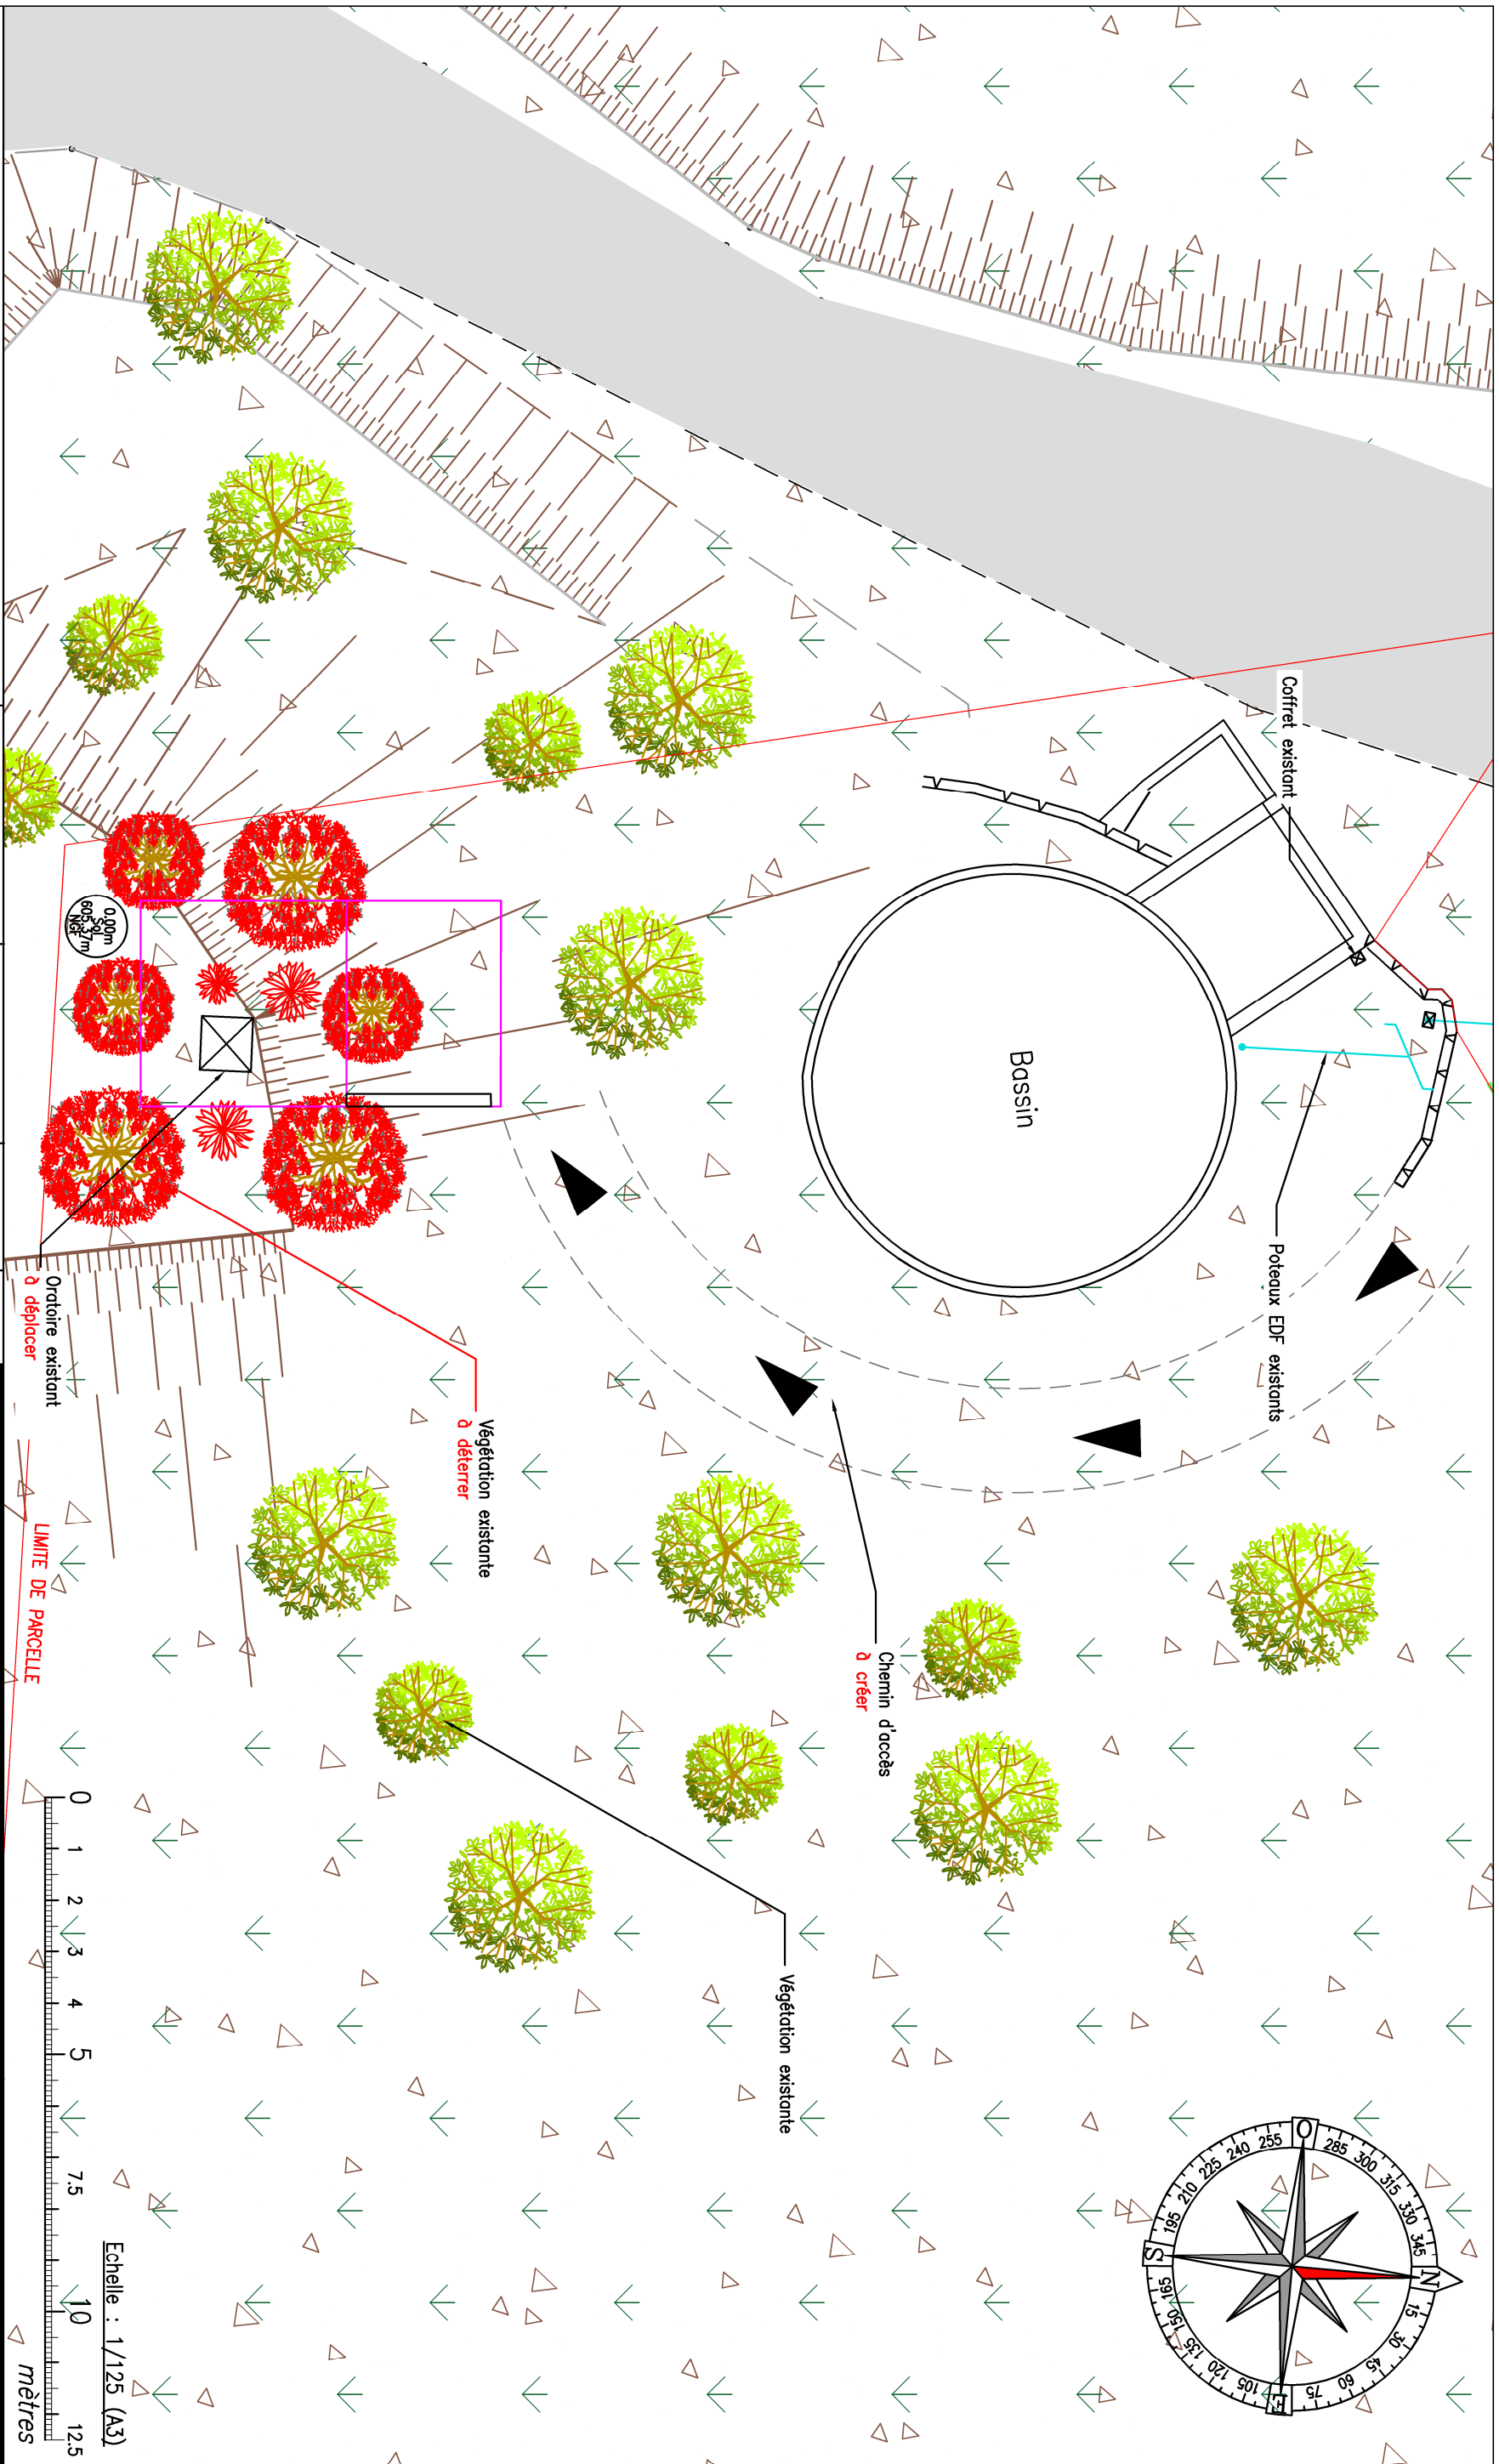 Coffret existant
Poteaux EDF existants
Bassin
Chemin d'accès
à créer
Végétation existante
Végétation existante
à déterrer
Oratoire existant
à déplacer
0.00m
Sol
605.57m
NGF
LIMITE DE PARCELLE
N
15
30
45
60
75
E
105
120
135
150
165
S
195
210
225
240
255
O
285
300
315
330
345
Echelle : 1/125 (A3)
0 1 2 3 4 5 7.5 10 12.5
mètres